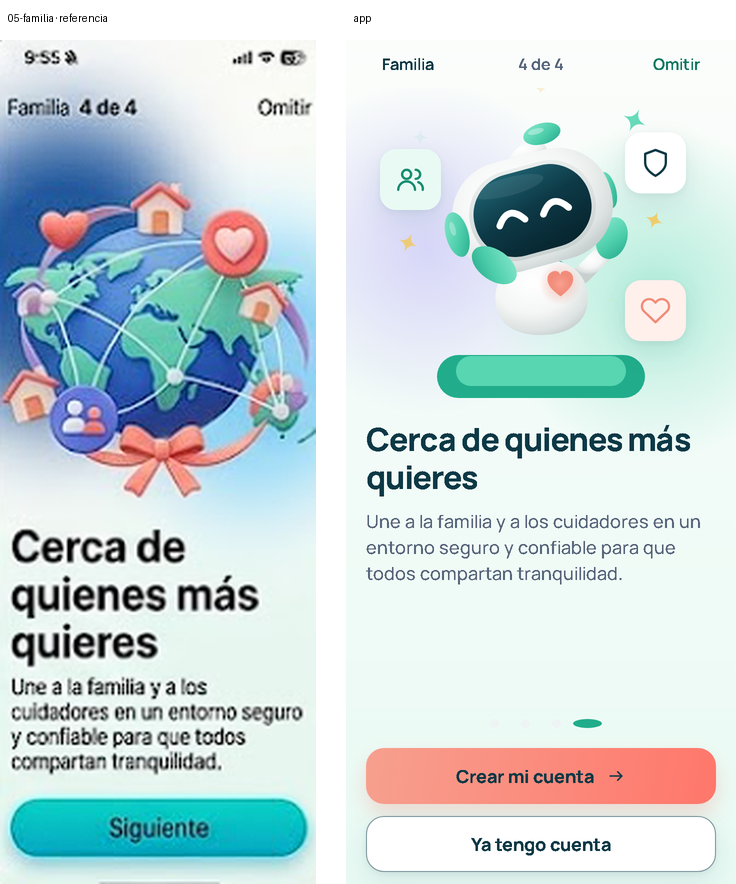 05-familia · referencia
app
9:55
Familia 4 de 4
Omitir
Cerca de
quienes más
quieres
Une a la familia y a los
cuidadores en un entorno seguro
y confiable para que todos
compartan tranquilidad.
Siguiente
Familia
4 de 4
Omitir
Cerca de quienes más
quieres
Une a la familia y a los cuidadores en un
entorno seguro y confiable para que
todos compartan tranquilidad.
Crear mi cuenta →
Ya tengo cuenta